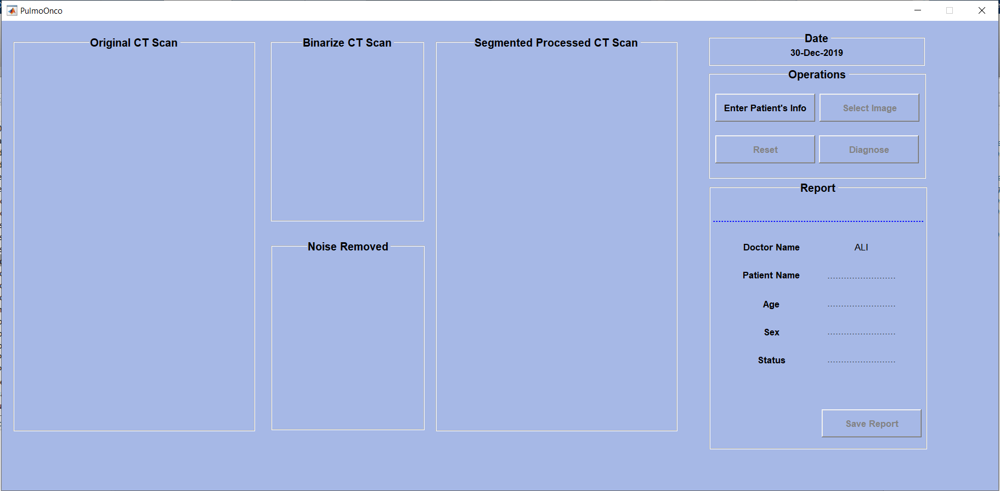 PulmoOnco
Original CT Scan
Binarize CT Scan
Noise Removed
Segmented Processed CT Scan
Date
30-Dec-2019
Operations
Enter Patient's Info
Select Image
Reset
Diagnose
Report
Doctor Name ALI
Patient Name .........................
Age .........................
Sex .........................
Status .........................
Save Report